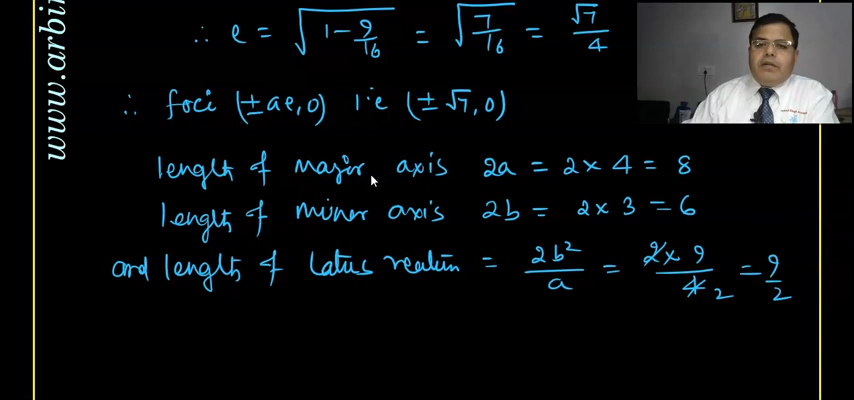 www.arbin
∴ e = √(1 − 9/16) = √(7/16) = √7/4
∴ foci (±ae, 0) i.e (±√7, 0)
length of major axis 2a = 2 × 4 = 8
length of minor axis 2b = 2 × 3 = 6
and length of Latus rectum = 2b²/a = 2×9/4 2 = 9/2